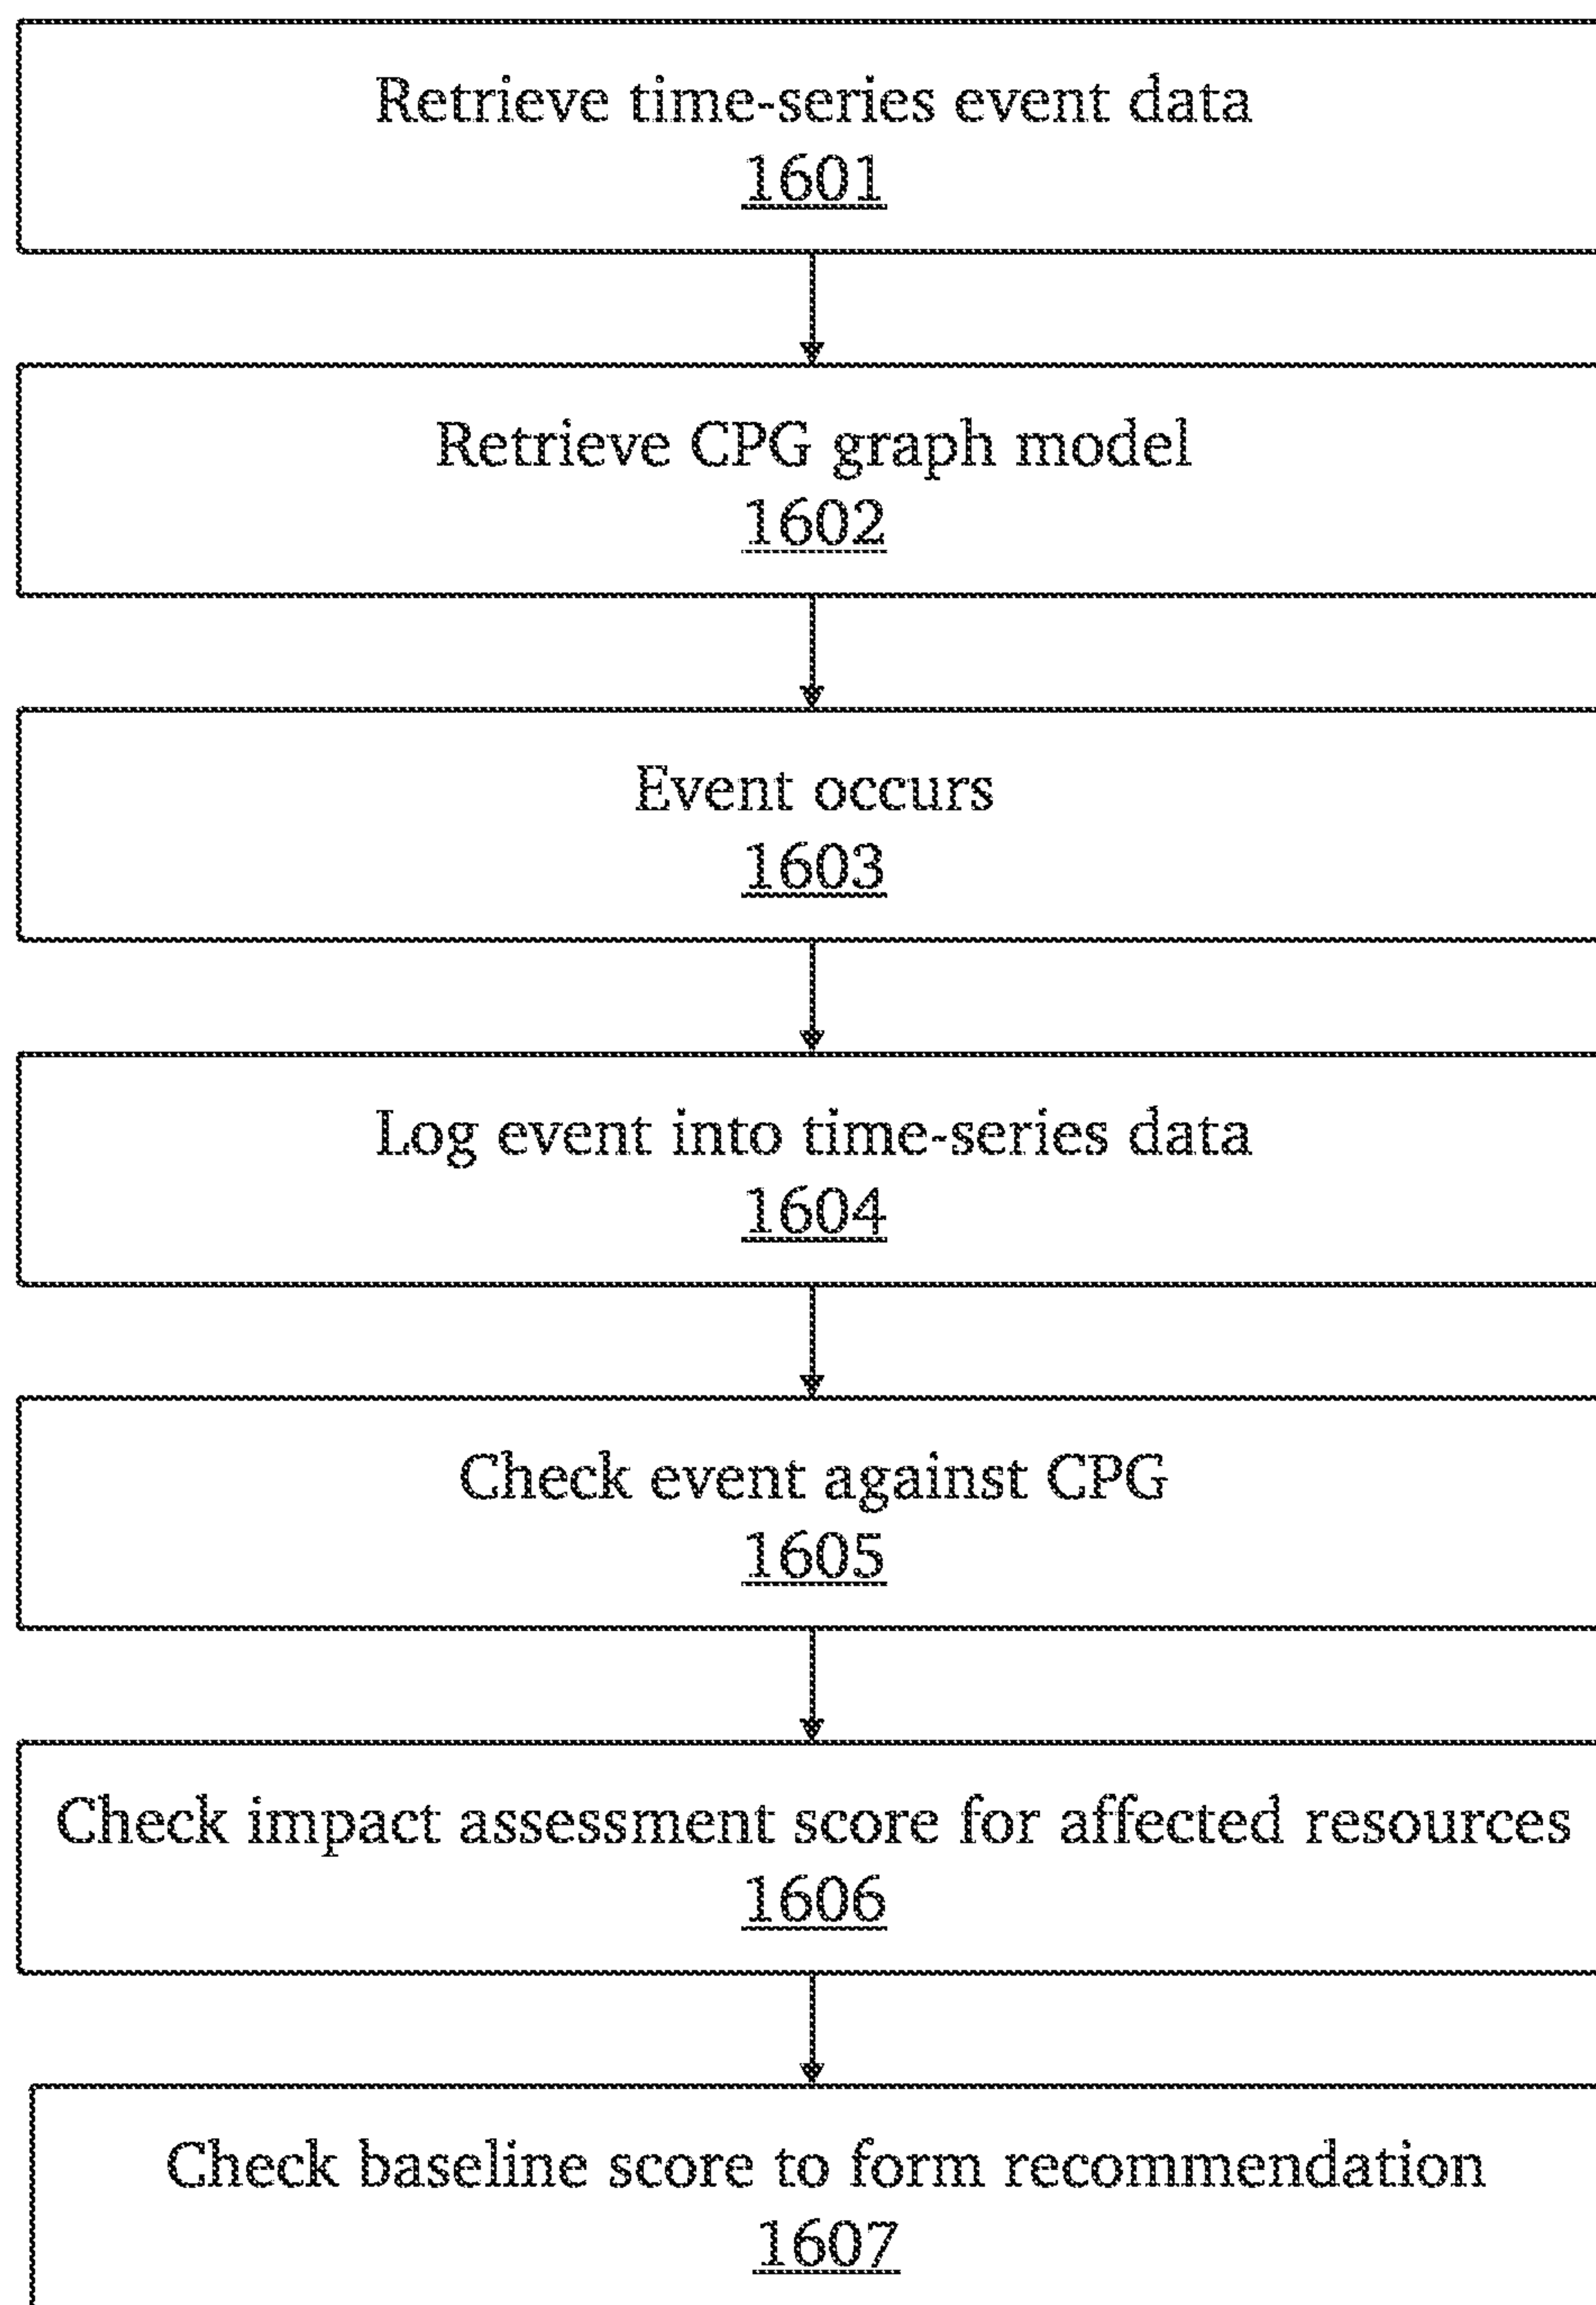 Retrieve time-series event data
1601
Retrieve CPG graph model
1602
Event occurs
1603
Log event into time-series data
1604
Check event against CPG
1605
Check impact assessment score for affected resources
1606
Check baseline score to form recommendation
1607